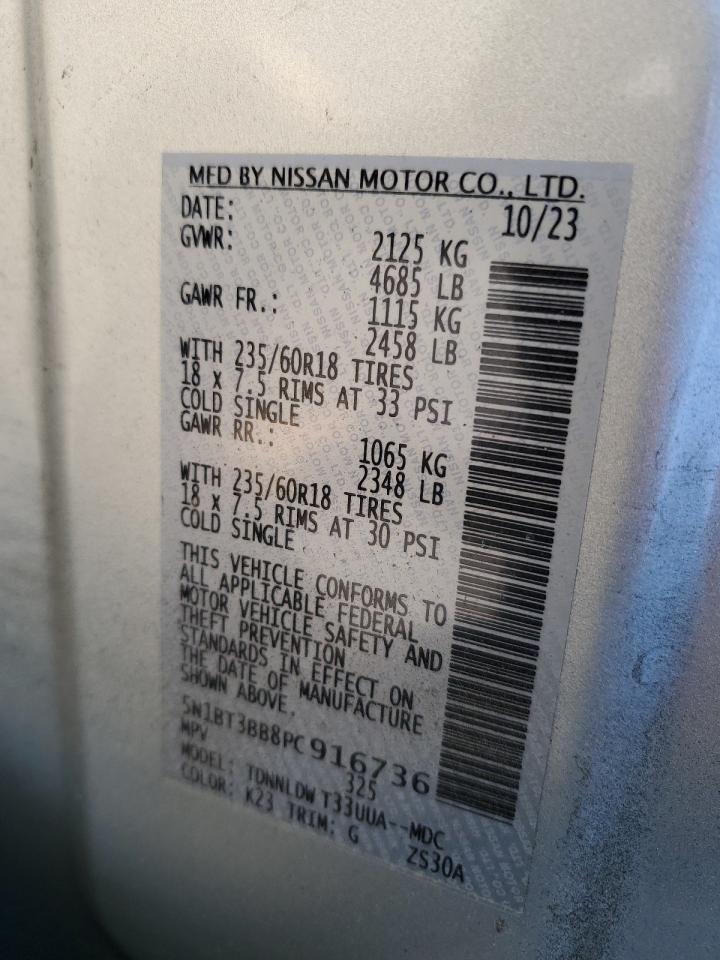 MFD BY NISSAN MOTOR CO., LTD.
DATE: 10/23
GVWR: 2125 KG
4685 LB
GAWR FR.: 1115 KG
2458 LB
WITH 235/60R18 TIRES
18 x 7.5 RIMS AT 33 PSI
COLD SINGLE
GAWR RR.: 1065 KG
2348 LB
WITH 235/60R18 TIRES
18 x 7.5 RIMS AT 30 PSI
COLD SINGLE
THIS VEHICLE CONFORMS TO
ALL APPLICABLE FEDERAL
MOTOR VEHICLE SAFETY AND
THEFT PREVENTION
STANDARDS IN EFFECT ON
THE DATE OF MANUFACTURE
SHOWN ABOVE.
5N1BT3BB8PC916736
MPV 325
MODEL: TDNNLDW T33UUA--MDC
COLOR: K23 TRIM: G ZS30A